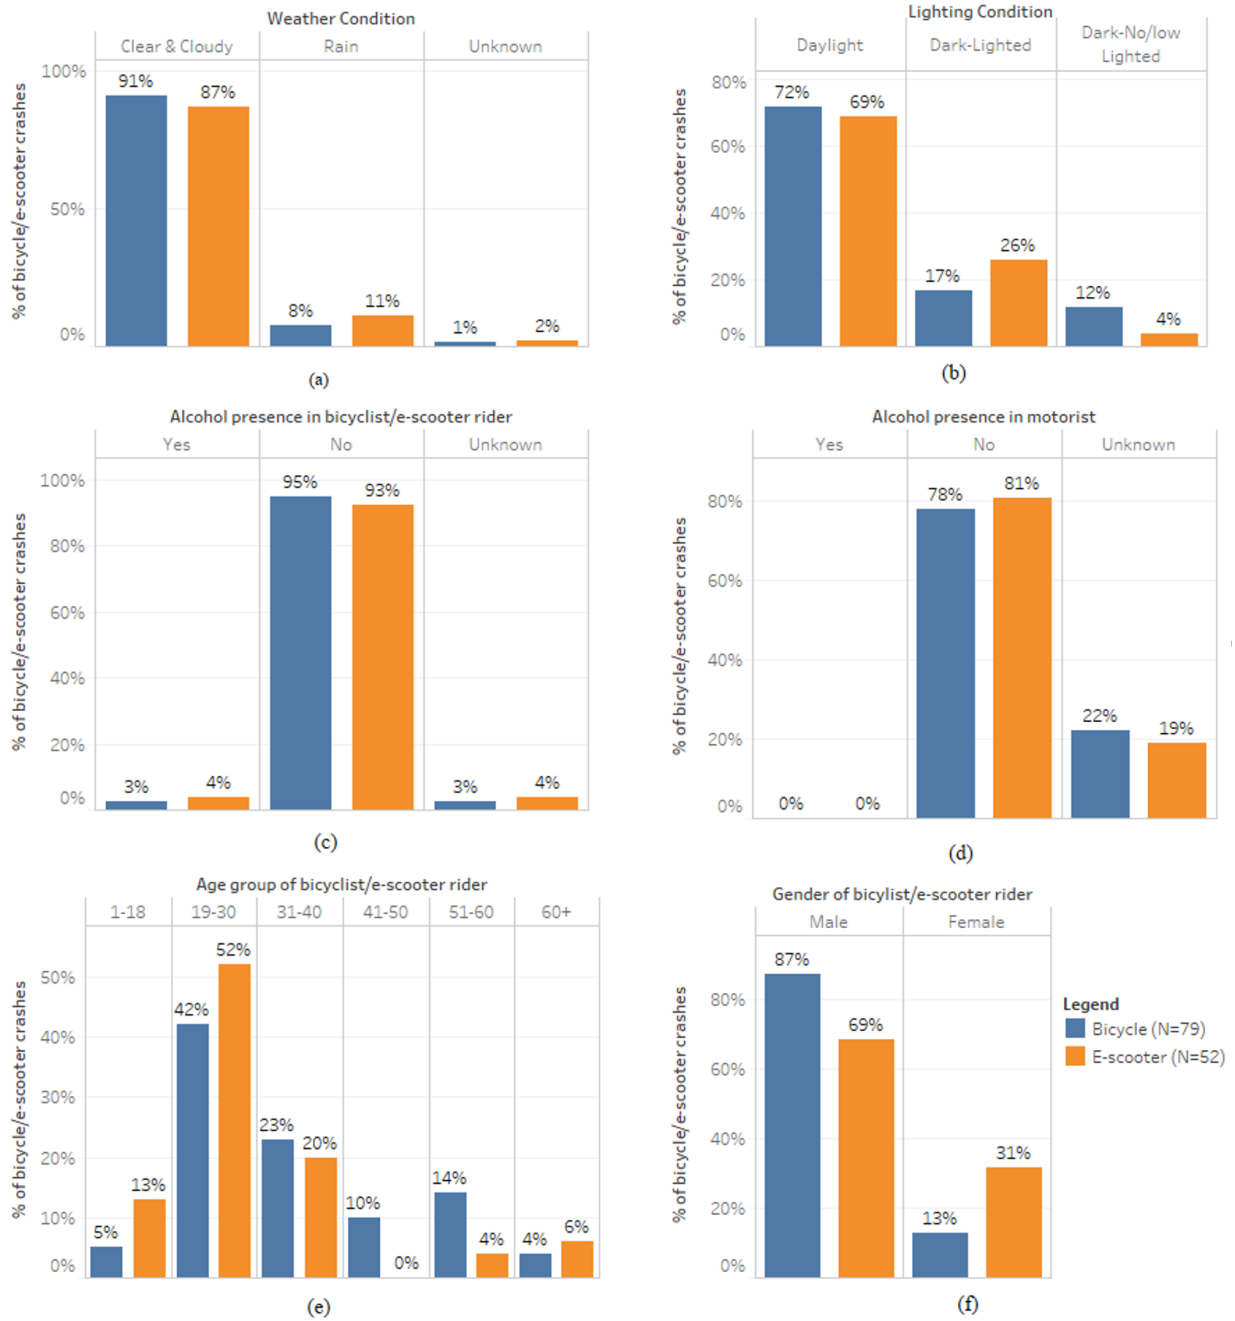 Weather Condition
Clear & Cloudy Rain Unknown
% of bicycle/e-scooter crashes
100%
50%
0%
91% 87%
8% 11%
1% 2%
(a)
Lighting Condition
Daylight Dark-Lighted Dark-No/low
Lighted
% of bicycle/e-scooter crashes
80%
60%
40%
20%
0%
72% 69%
17% 26%
12% 4%
(b)
Alcohol presence in bicyclist/e-scooter rider
Yes No Unknown
% of bicycle/e-scooter crashes
100%
80%
60%
40%
20%
0%
3% 4%
95% 93%
3% 4%
(c)
Alcohol presence in motorist
Yes No Unknown
% of bicycle/e-scooter crashes
80%
60%
40%
20%
0%
0% 0%
78% 81%
22% 19%
(d)
Age group of bicyclist/e-scooter rider
1-18 19-30 31-40 41-50 51-60 60+
% of bicycle/e-scooter crashes
50%
40%
30%
20%
10%
0%
5% 13%
42% 52%
23% 20%
10% 0%
14% 4%
4% 6%
(e)
Gender of bicylist/e-scooter rider
Male Female
% of bicycle/e-scooter crashes
80%
60%
40%
20%
0%
87% 69%
13% 31%
(f)
Legend
Bicycle (N=79)
E-scooter (N=52)